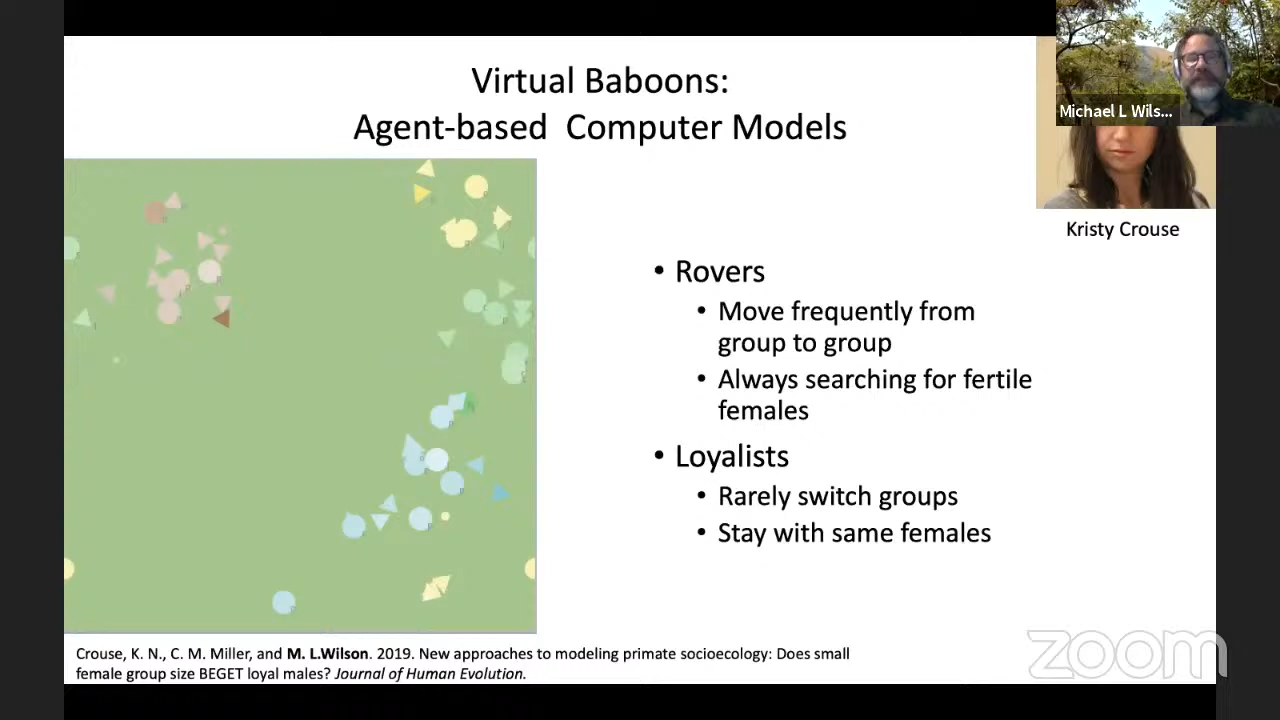 Virtual Baboons:
Agent-based Computer Models
Michael L Wils...
Kristy Crouse
• Rovers
• Move frequently from
group to group
• Always searching for fertile
females
• Loyalists
• Rarely switch groups
• Stay with same females
Crouse, K. N., C. M. Miller, and M. L.Wilson. 2019. New approaches to modeling primate socioecology: Does small
female group size BEGET loyal males? Journal of Human Evolution.
zoom